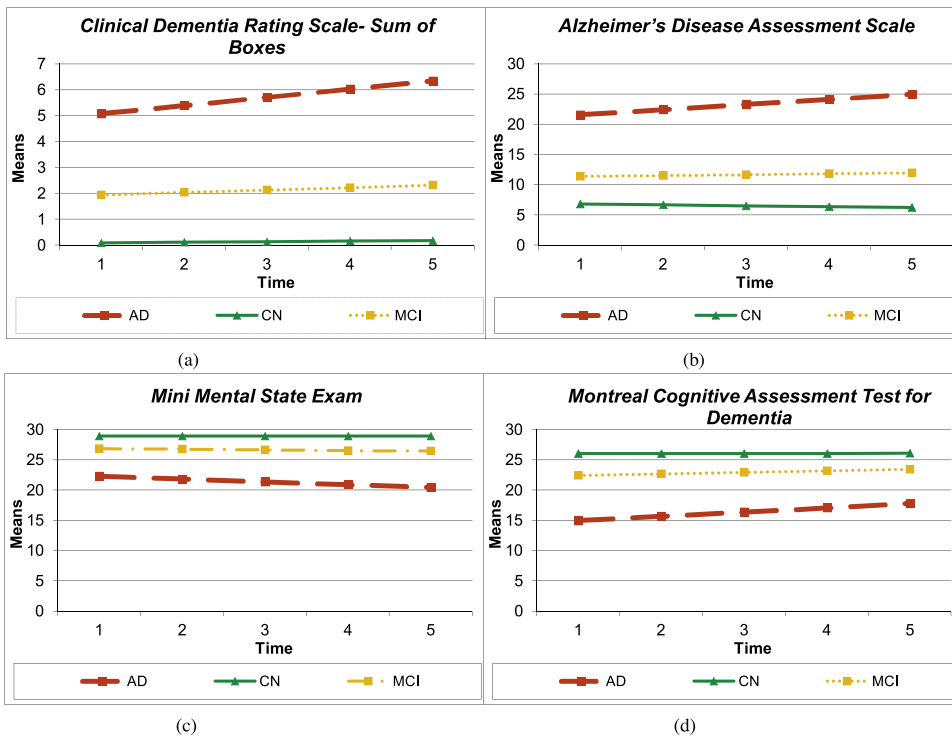 Clinical Dementia Rating Scale- Sum of
Boxes
7
6
5
4
3
2
1
0
Means
1 2 3 4 5
Time
AD CN MCI
(a)
Alzheimer's Disease Assessment Scale
30
25
20
15
10
5
0
Means
1 2 3 4 5
Time
AD CN MCI
(b)
Mini Mental State Exam
30
25
20
15
10
5
0
Means
1 2 3 4 5
Time
AD CN MCI
(c)
Montreal Cognitive Assessment Test for
Dementia
30
25
20
15
10
5
0
Means
1 2 3 4 5
Time
AD CN MCI
(d)